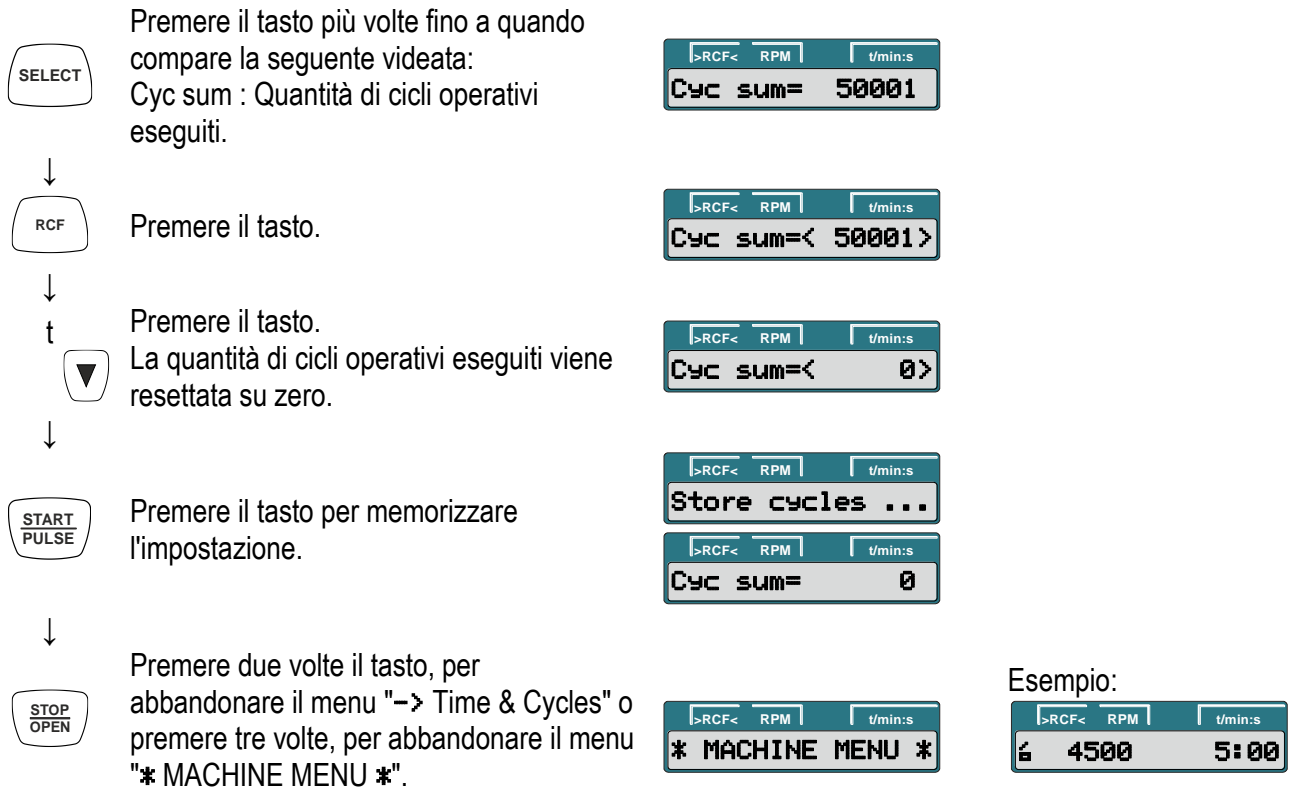 SELECT
Premere il tasto più volte fino a quando
compare la seguente videata:
Cyc sum : Quantità di cicli operativi
eseguiti.
>RCF< RPM t/min:s
Cyc sum= 50001
↓
RCF
Premere il tasto.
>RCF< RPM t/min:s
Cyc sum=< 50001>
↓
t
▼
Premere il tasto.
La quantità di cicli operativi eseguiti viene
resettata su zero.
>RCF< RPM t/min:s
Cyc sum=< 0>
↓
START
PULSE
Premere il tasto per memorizzare
l'impostazione.
>RCF< RPM t/min:s
Store cycles ...
>RCF< RPM t/min:s
Cyc sum= 0
↓
STOP
OPEN
Premere due volte il tasto, per
abbandonare il menu "-> Time & Cycles" o
premere tre volte, per abbandonare il menu
"* MACHINE MENU *".
>RCF< RPM t/min:s
* MACHINE MENU *
Esempio:
>RCF< RPM t/min:s
4500 5:00